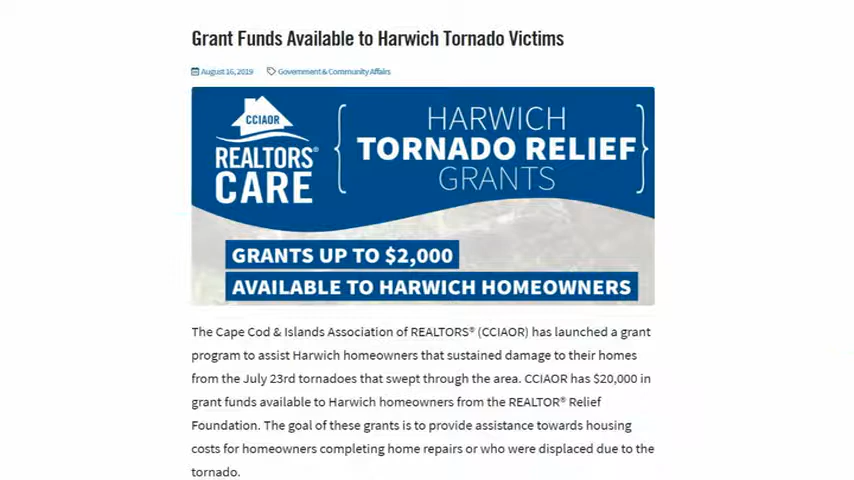 Grant Funds Available to Harwich Tornado Victims
August 16, 2019 Government & Community Affairs
CCIAOR
REALTORS®
CARE
HARWICH
TORNADO RELIEF
GRANTS
GRANTS UP TO $2,000
AVAILABLE TO HARWICH HOMEOWNERS
The Cape Cod & Islands Association of REALTORS® (CCIAOR) has launched a grant
program to assist Harwich homeowners that sustained damage to their homes
from the July 23rd tornadoes that swept through the area. CCIAOR has $20,000 in
grant funds available to Harwich homeowners from the REALTOR® Relief
Foundation. The goal of these grants is to provide assistance towards housing
costs for homeowners completing home repairs or who were displaced due to the
tornado.